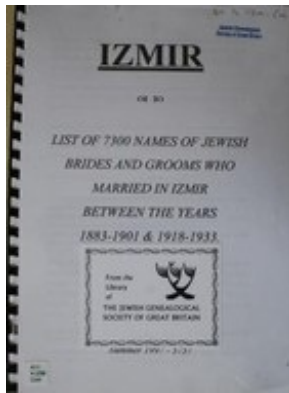 IZMIR
LIST OF 7300 NAMES OF JEWISH
BRIDES AND GROOMS WHO
MARRIED IN IZMIR
BETWEEN THE YEARS
1883-1901 & 1918-1933.
From the
Library
of
THE JEWISH GENEALOGICAL
SOCIETY OF GREAT BRITAIN